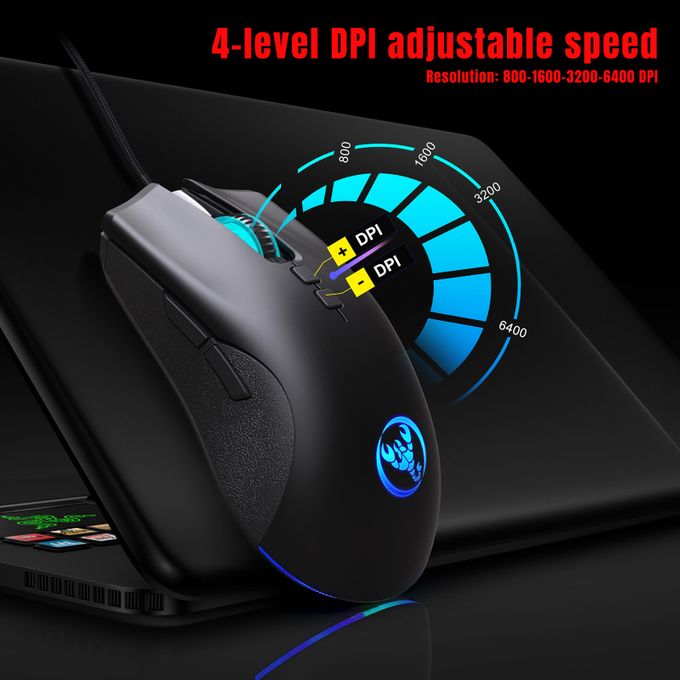 4-level DPI adjustable speed
Resolution: 800-1600-3200-6400 DPI
800
1600
3200
6400
+ DPI
- DPI